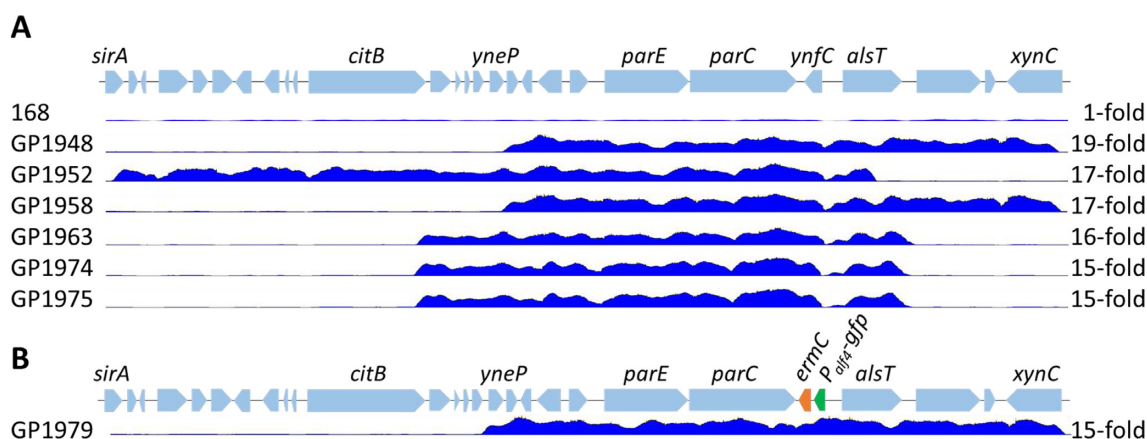 A
sirA citB yneP parE parC ynfC alsT xynC
168 1-fold
GP1948 19-fold
GP1952 17-fold
GP1958 17-fold
GP1963 16-fold
GP1974 15-fold
GP1975 15-fold
B
ermC P alf4-gfp
sirA citB yneP parE parC alsT xynC
GP1979 15-fold